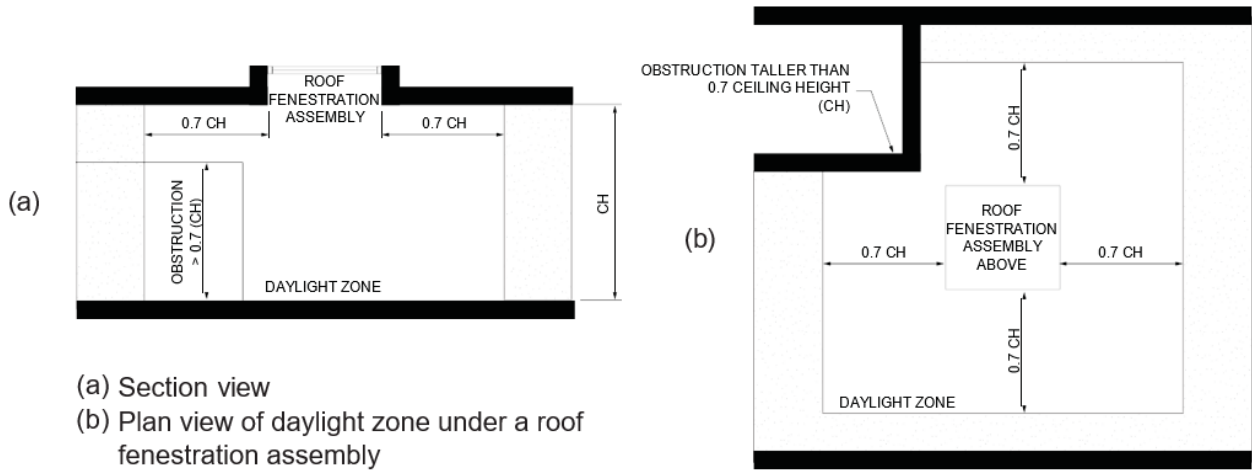 ROOF
FENESTRATION
ASSEMBLY
0.7 CH
0.7 CH
OBSTRUCTION
> 0.7 (CH)
CH
DAYLIGHT ZONE
(a)
(a) Section view
(b) Plan view of daylight zone under a roof
fenestration assembly
OBSTRUCTION TALLER THAN
0.7 CEILING HEIGHT
(CH)
0.7 CH
(b)
ROOF
FENESTRATION
ASSEMBLY
ABOVE
0.7 CH
0.7 CH
0.7 CH
DAYLIGHT ZONE